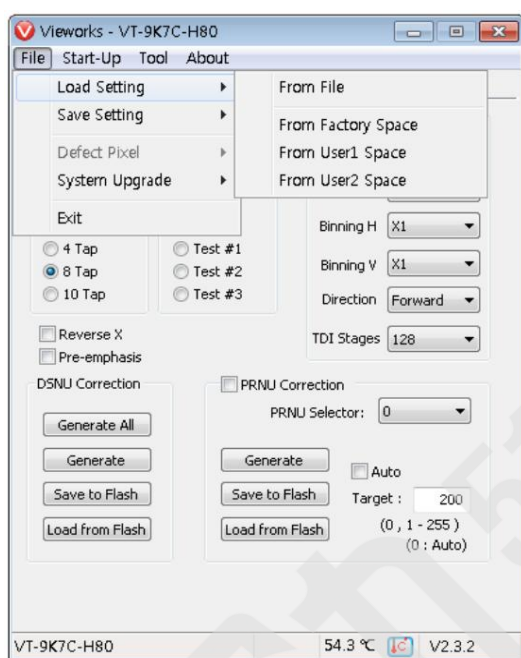 Vieworks - VT-9K7C-H80
File Start-Up Tool About
Load Setting
Save Setting
Defect Pixel
System Upgrade
Exit
From File
From Factory Space
From User1 Space
From User2 Space
4 Tap
8 Tap
10 Tap
Test #1
Test #2
Test #3
Binning H X1
Binning V X1
Direction Forward
TDI Stages 128
Reverse X
Pre-emphasis
DSNU Correction
Generate All
Generate
Save to Flash
Load from Flash
PRNU Correction
PRNU Selector: 0
Generate
Save to Flash
Load from Flash
Auto
Target : 200
(0 , 1 - 255 )
(0 : Auto)
VT-9K7C-H80 54.3 ℃ V2.3.2